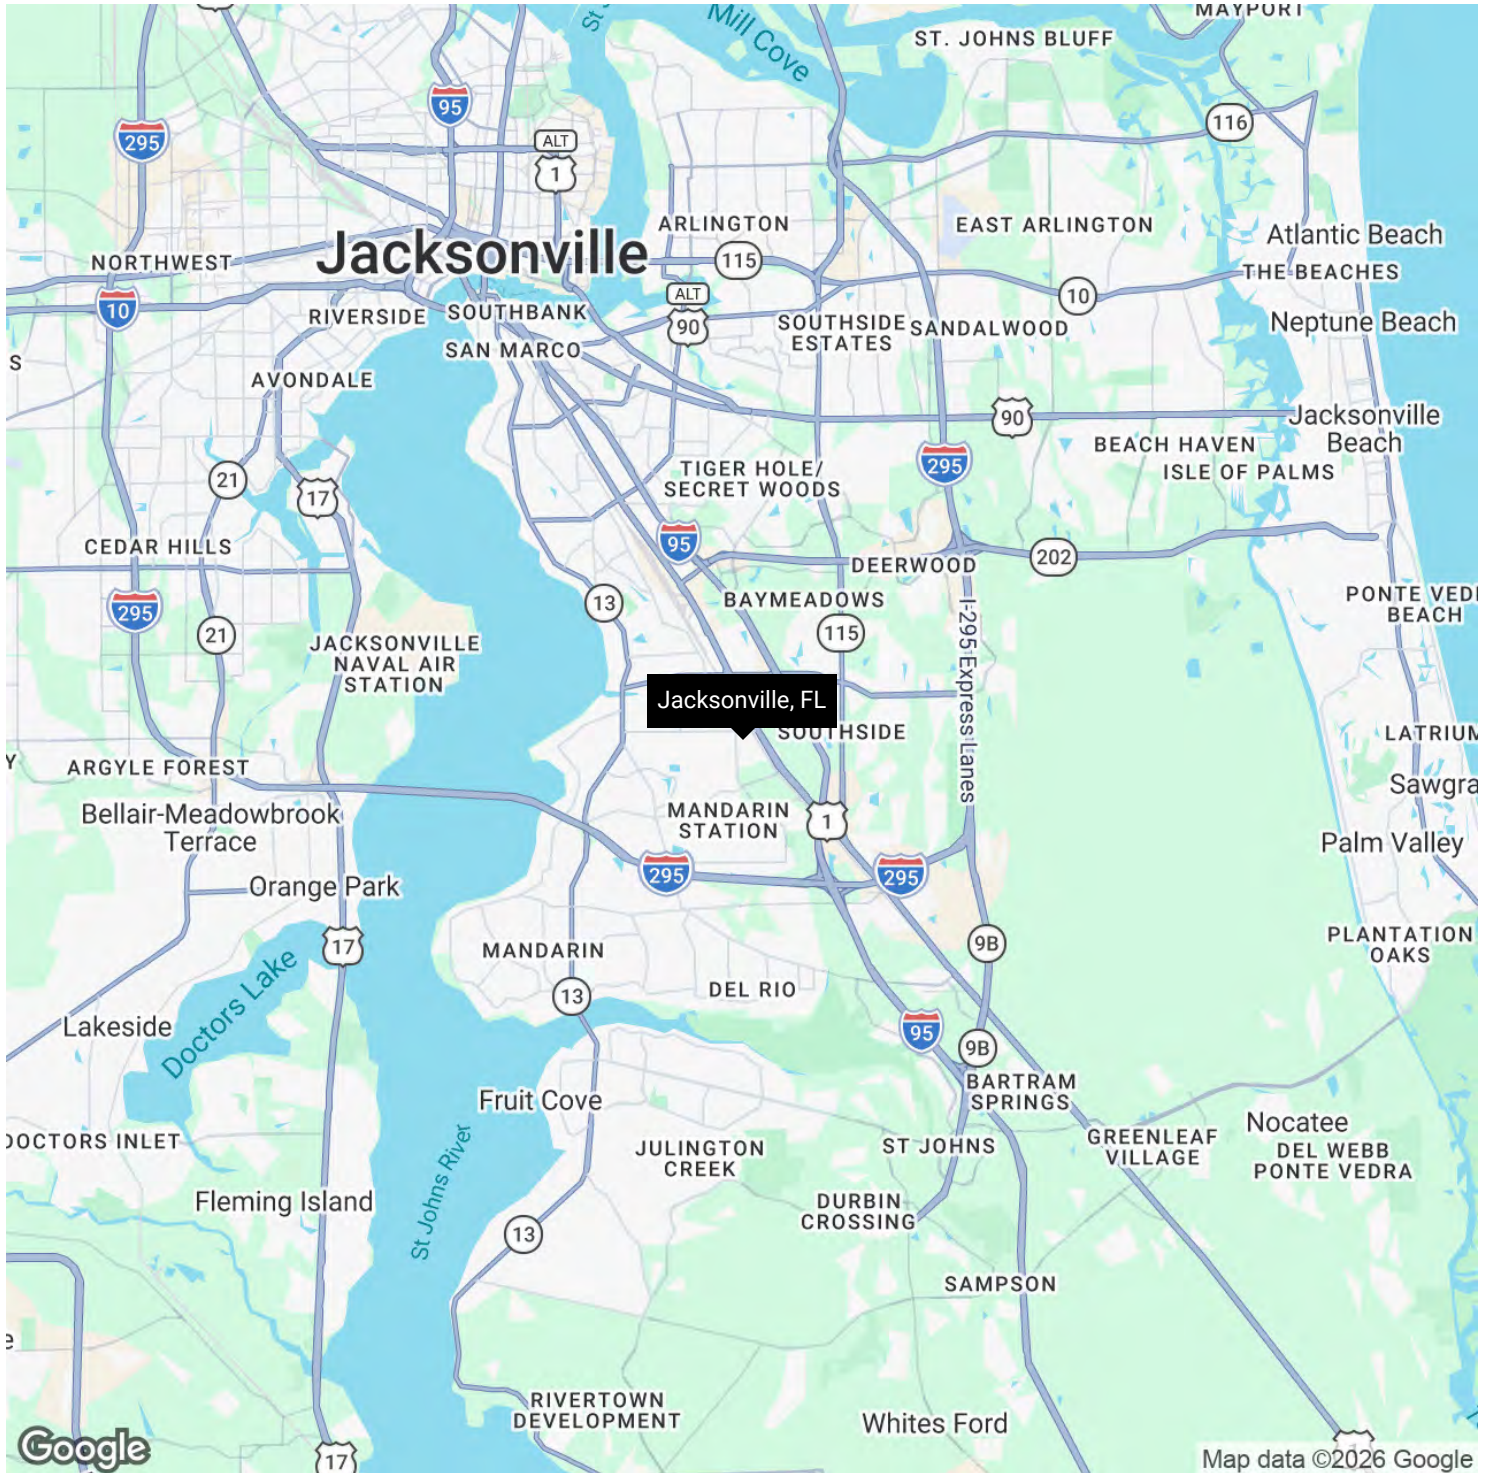 MAYPORT
Mill Cove
ST. JOHNS BLUFF
95
116
295
ALT
1
ARLINGTON
EAST ARLINGTON
Atlantic Beach
Jacksonville
NORTHWEST
115
THE BEACHES
10
ALT
10
RIVERSIDE
SOUTHBANK
90
SOUTHSIDE
ESTATES
SANDALWOOD
Neptune Beach
SAN MARCO
S
AVONDALE
90
Jacksonville
Beach
BEACH HAVEN
295
TIGER HOLE/
SECRET WOODS
ISLE OF PALMS
21
17
95
CEDAR HILLS
202
DEERWOOD
295
13
BAYMEADOWS
PONTE VED
BEACH
21
115
JACKSONVILLE
NAVAL AIR
STATION
I-295 Express Lanes
Jacksonville, FL
SOUTHSIDE
LATRIUM
Y
ARGYLE FOREST
Sawgra
Bellair-Meadowbrook
Terrace
MANDARIN
STATION
1
Palm Valley
295
295
Orange Park
17
9B
PLANTATION
OAKS
MANDARIN
Doctors Lake
DEL RIO
13
Lakeside
95
9B
BARTRAM
SPRINGS
Fruit Cove
Nocatee
DOCTORS INLET
St Johns River
JULINGTON
CREEK
ST JOHNS
GREENLEAF
VILLAGE
DEL WEBB
PONTE VEDRA
Fleming Island
DURBIN
CROSSING
13
SAMPSON
e
RIVERTOWN
DEVELOPMENT
Whites Ford
Google
17
1
Map data ©2026 Google